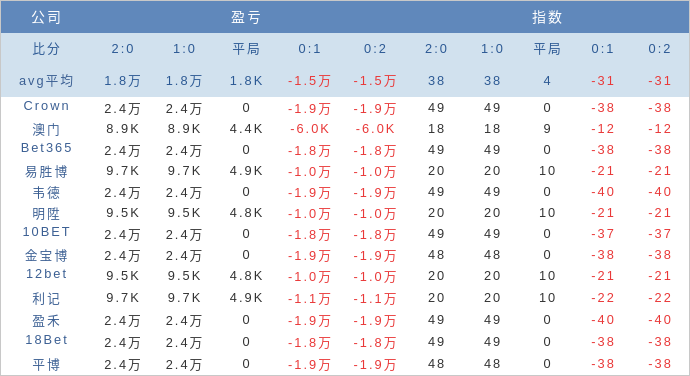 公司 盈亏 指数
比分 2:0 1:0 平局 0:1 0:2 2:0 1:0 平局 0:1 0:2
avg平均 1.8万 1.8万 1.8K -1.5万 -1.5万 38 38 4 -31 -31
Crown 2.4万 2.4万 0 -1.9万 -1.9万 49 49 0 -38 -38
澳门 8.9K 8.9K 4.4K -6.0K -6.0K 18 18 9 -12 -12
Bet365 2.4万 2.4万 0 -1.8万 -1.8万 49 49 0 -38 -38
易胜博 9.7K 9.7K 4.9K -1.0万 -1.0万 20 20 10 -21 -21
韦德 2.4万 2.4万 0 -1.9万 -1.9万 49 49 0 -40 -40
明陞 9.5K 9.5K 4.8K -1.0万 -1.0万 20 20 10 -21 -21
10BET 2.4万 2.4万 0 -1.8万 -1.8万 49 49 0 -37 -37
金宝博 2.4万 2.4万 0 -1.9万 -1.9万 48 48 0 -38 -38
12bet 9.5K 9.5K 4.8K -1.0万 -1.0万 20 20 10 -21 -21
利记 9.7K 9.7K 4.9K -1.1万 -1.1万 20 20 10 -22 -22
盈禾 2.4万 2.4万 0 -1.9万 -1.9万 49 49 0 -40 -40
18Bet 2.4万 2.4万 0 -1.8万 -1.8万 49 49 0 -38 -38
平博 2.4万 2.4万 0 -1.9万 -1.9万 48 48 0 -38 -38